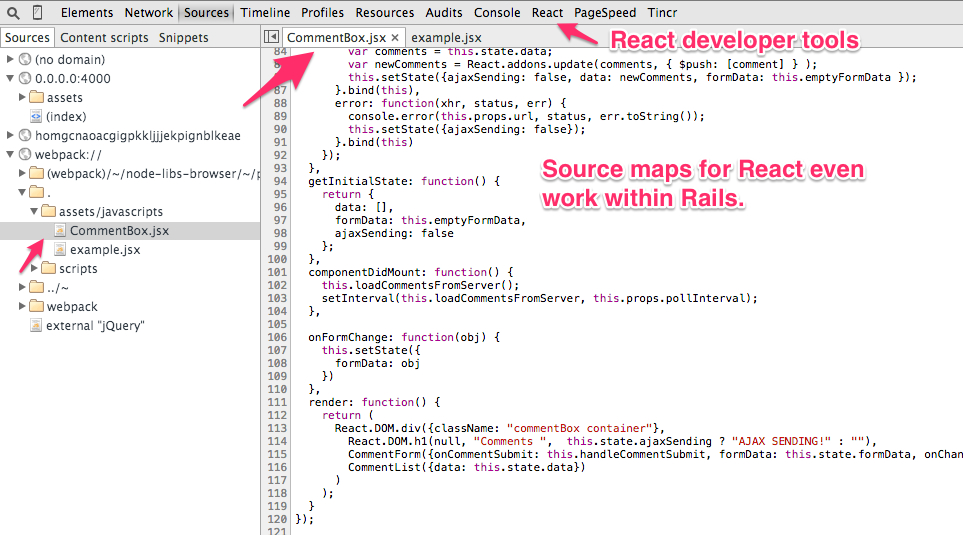 Elements Network Sources Timeline Profiles Resources Audits Console React PageSpeed Tincr
Sources Content scripts Snippets
CommentBox.jsx × example.jsx
React developer tools
(no domain)
0.0.0.0:4000
assets
(index)
homgcnaoacgigppkkljjjekpignblkeae
webpack://
(webpack)/~/node-libs-browser/~/p
.
assets/javascripts
CommentBox.jsx
example.jsx
scripts
../~
webpack
external "jQuery"
84 var comments = this.state.data;
var newComments = React.addons.update(comments, { $push: [comment] } );
this.setState({ajaxSending: false, data: newComments, formData: this.emptyFormData });
87 }.bind(this),
88 error: function(xhr, status, err) {
89 console.error(this.props.url, status, err.toString());
90 this.setState({ajaxSending: false});
91 }.bind(this)
92 });
93 },
94 getInitialState: function() {
95 return {
96 data: [],
97 formData: this.emptyFormData,
98 ajaxSending: false
99 };
100 },
101 componentDidMount: function() {
102 this.loadCommentsFromServer();
103 setInterval(this.loadCommentsFromServer, this.props.pollInterval);
104 },
105
106 onFormChange: function(obj) {
107 this.setState({
108 formData: obj
109 })
110 },
111 render: function() {
112 return (
113 React.DOM.div({className: "commentBox container"},
114 React.DOM.h1(null, "Comments ", this.state.ajaxSending ? "AJAX SENDING!" : ""),
115 CommentForm({onCommentSubmit: this.handleCommentSubmit, formData: this.state.formData, onChan
116 CommentList({data: this.state.data})
117 )
118 );
119 }
120 });
121
Source maps for React even
work within Rails.